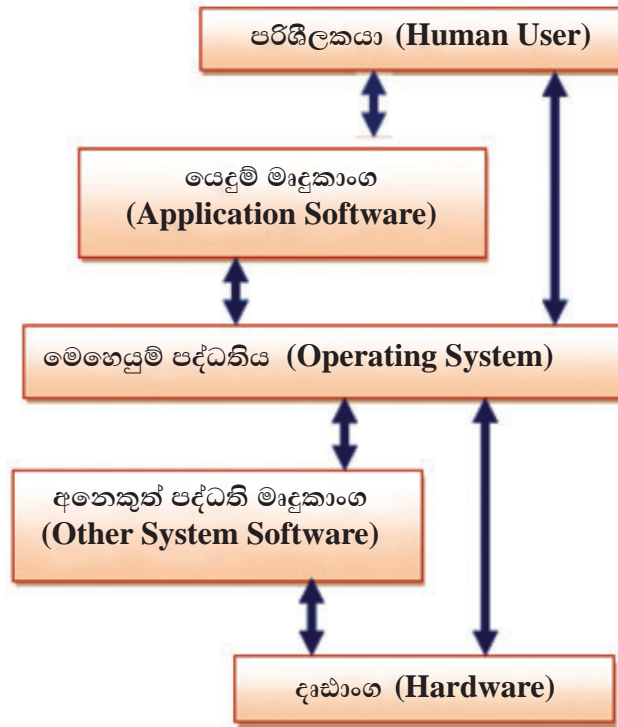 පරිශීලකයා (Human User)
යෙදුම් මෘදුකාංග
(Application Software)
මෙහෙයුම් පද්ධතිය (Operating System)
අනෙකුත් පද්ධති මෘදුකාංග
(Other System Software)
දෘඪාංග (Hardware)